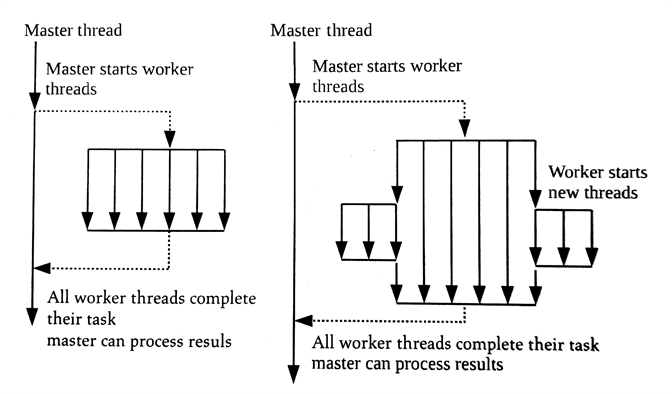 Master thread
Master starts worker
threads
All worker threads complete
their task
master can process resuls
Master thread
Master starts worker
threads
Worker starts
new threads
All worker threads complete their task
master can process results